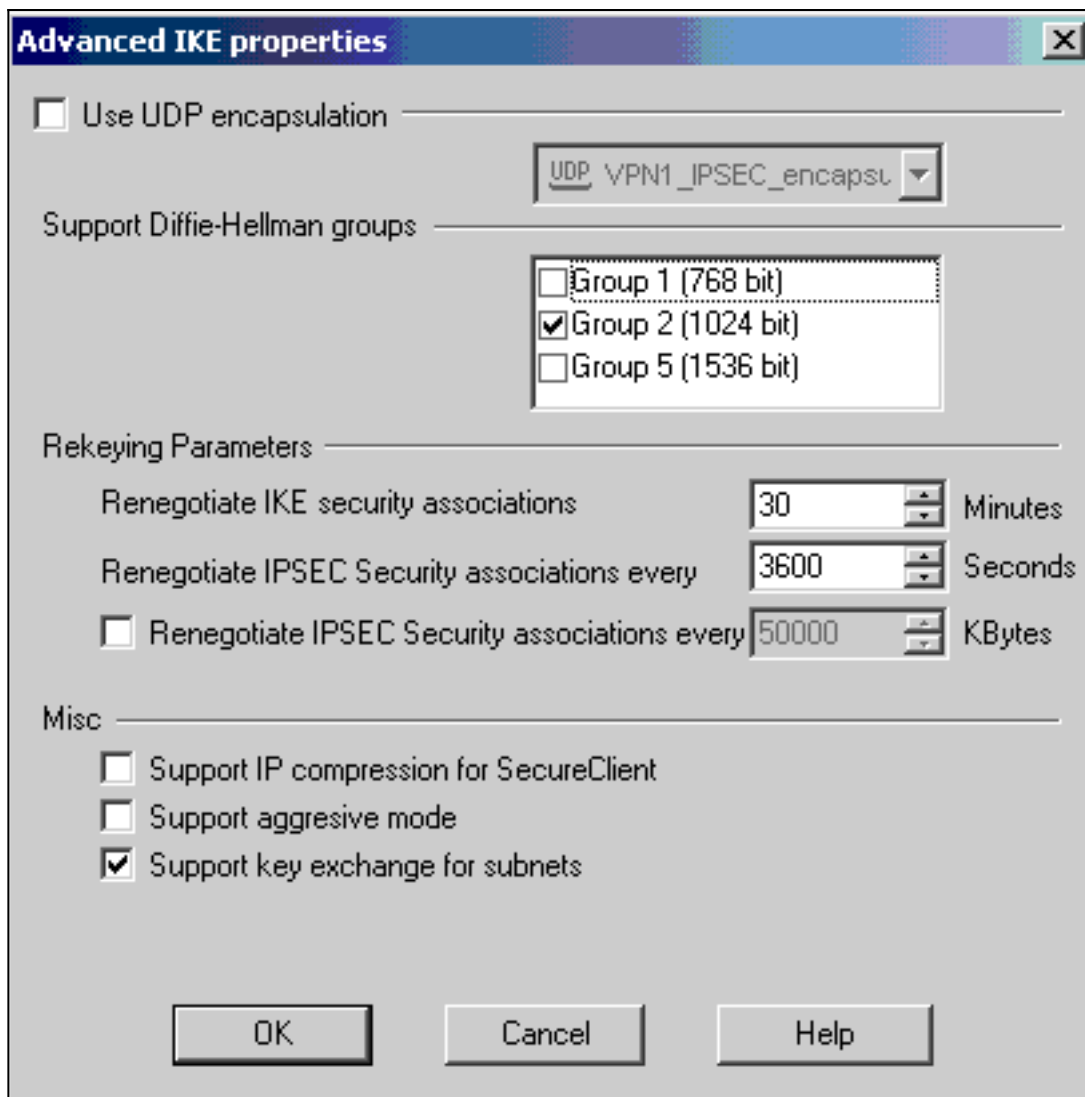 Advanced IKE properties
Use UDP encapsulation
UDP VPN1_IPSEC_encapsu
Support Diffie-Hellman groups
Group 1 (768 bit)
Group 2 (1024 bit)
Group 5 (1536 bit)
Rekeying Parameters
Renegotiate IKE security associations 30 Minutes
Renegotiate IPSEC Security associations every 3600 Seconds
Renegotiate IPSEC Security associations every 50000 KBytes
Misc
Support IP compression for SecureClient
Support aggresive mode
Support key exchange for subnets
OK Cancel Help